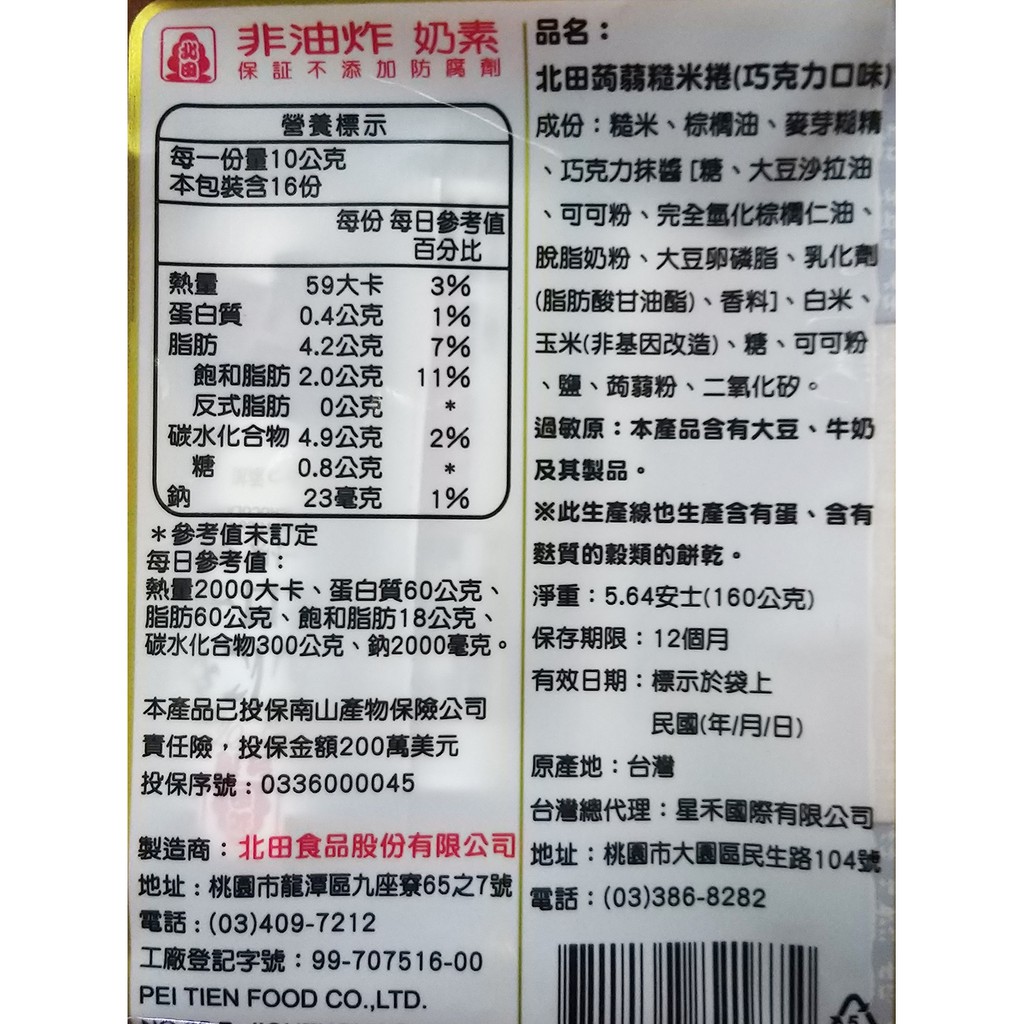 北田
非油炸 奶素
保証不添加防腐劑
營養標示
每一份量10公克
本包裝含16份
每份 每日參考值
百分比
熱量 59大卡 3%
蛋白質 0.4公克 1%
脂肪 4.2公克 7%
飽和脂肪 2.0公克 11%
反式脂肪 0公克 *
碳水化合物 4.9公克 2%
糖 0.8公克 *
鈉 23毫克 1%
*參考值未訂定
每日參考值：
熱量2000大卡、蛋白質60公克、
脂肪60公克、飽和脂肪18公克、
碳水化合物300公克、鈉2000毫克。
本產品已投保南山產物保險公司
責任險，投保金額200萬美元
投保序號：0336000045
製造商：北田食品股份有限公司
地址：桃園市龍潭區九座寮65之7號
電話：(03)409-7212
工廠登記字號：99-707516-00
PEI TIEN FOOD CO.,LTD.
品名：
北田蒟蒻糙米捲(巧克力口味)
成份：糙米、棕櫚油、麥芽糊精
、巧克力抹醬［糖、大豆沙拉油
、可可粉、完全氫化棕櫚仁油、
脫脂奶粉、大豆卵磷脂、乳化劑
(脂肪酸甘油酯)、香料］、白米、
玉米(非基因改造)、糖、可可粉
、鹽、蒟蒻粉、二氧化矽。
過敏原：本產品含有大豆、牛奶
及其製品。
※此生產線也生產含有蛋、含有
麩質的穀類的餅乾。
淨重：5.64安士(160公克)
保存期限：12個月
有效日期：標示於袋上
民國(年/月/日)
原產地：台灣
台灣總代理：星禾國際有限公司
地址：桃園市大園區民生路104號
電話：(03)386-8282
5